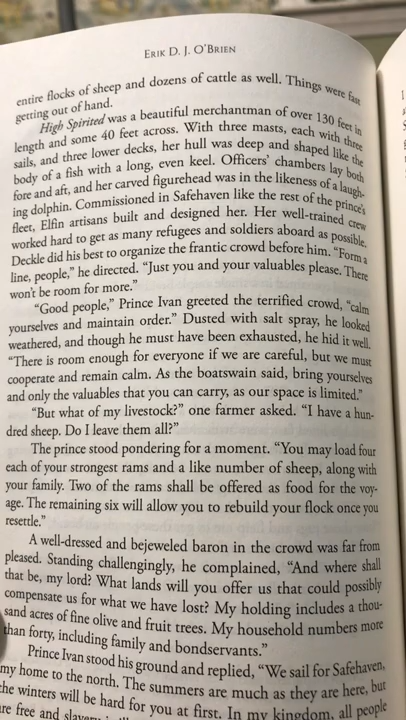 Erik D. J. O'Brien
entire flocks of sheep and dozens of cattle as well. Things were fast
getting out of hand.
High Spirited was a beautiful merchantman of over 130 feet in
length and some 40 feet across. With three masts, each with three
sails, and three lower decks, her hull was deep and shaped like the
body of a fish with a long, even keel. Officers' chambers lay both
fore and aft, and her carved figurehead was in the likeness of a laugh-
ing dolphin. Commissioned in Safehaven like the rest of the prince's
fleet, Elfin artisans built and designed her. Her well-trained crew
worked hard to get as many refugees and soldiers aboard as possible.
Deckle did his best to organize the frantic crowd before him. "Form a
line, people," he directed. "Just you and your valuables please. There
won't be room for more."
"Good people," Prince Ivan greeted the terrified crowd, "calm
yourselves and maintain order." Dusted with salt spray, he looked
weathered, and though he must have been exhausted, he hid it well.
"There is room enough for everyone if we are careful, but we must
cooperate and remain calm. As the boatswain said, bring yourselves
and only the valuables that you can carry, as our space is limited."
"But what of my livestock?" one farmer asked. "I have a hun-
dred sheep. Do I leave them all?"
The prince stood pondering for a moment. "You may load four
each of your strongest rams and a like number of sheep, along with
your family. Two of the rams shall be offered as food for the voy-
age. The remaining six will allow you to rebuild your flock once you
resettle."
A well-dressed and bejeweled baron in the crowd was far from
pleased. Standing challengingly, he complained, "And where shall
that be, my lord? What lands will you offer us that could possibly
compensate us for what we have lost? My holding includes a thou-
sand acres of fine olive and fruit trees. My household numbers more
than forty, including family and bondservants."
Prince Ivan stood his ground and replied, "We sail for Safehaven,
my home to the north. The summers are much as they are here, but
the winters will be hard for you at first. In my kingdom, all people
are free and